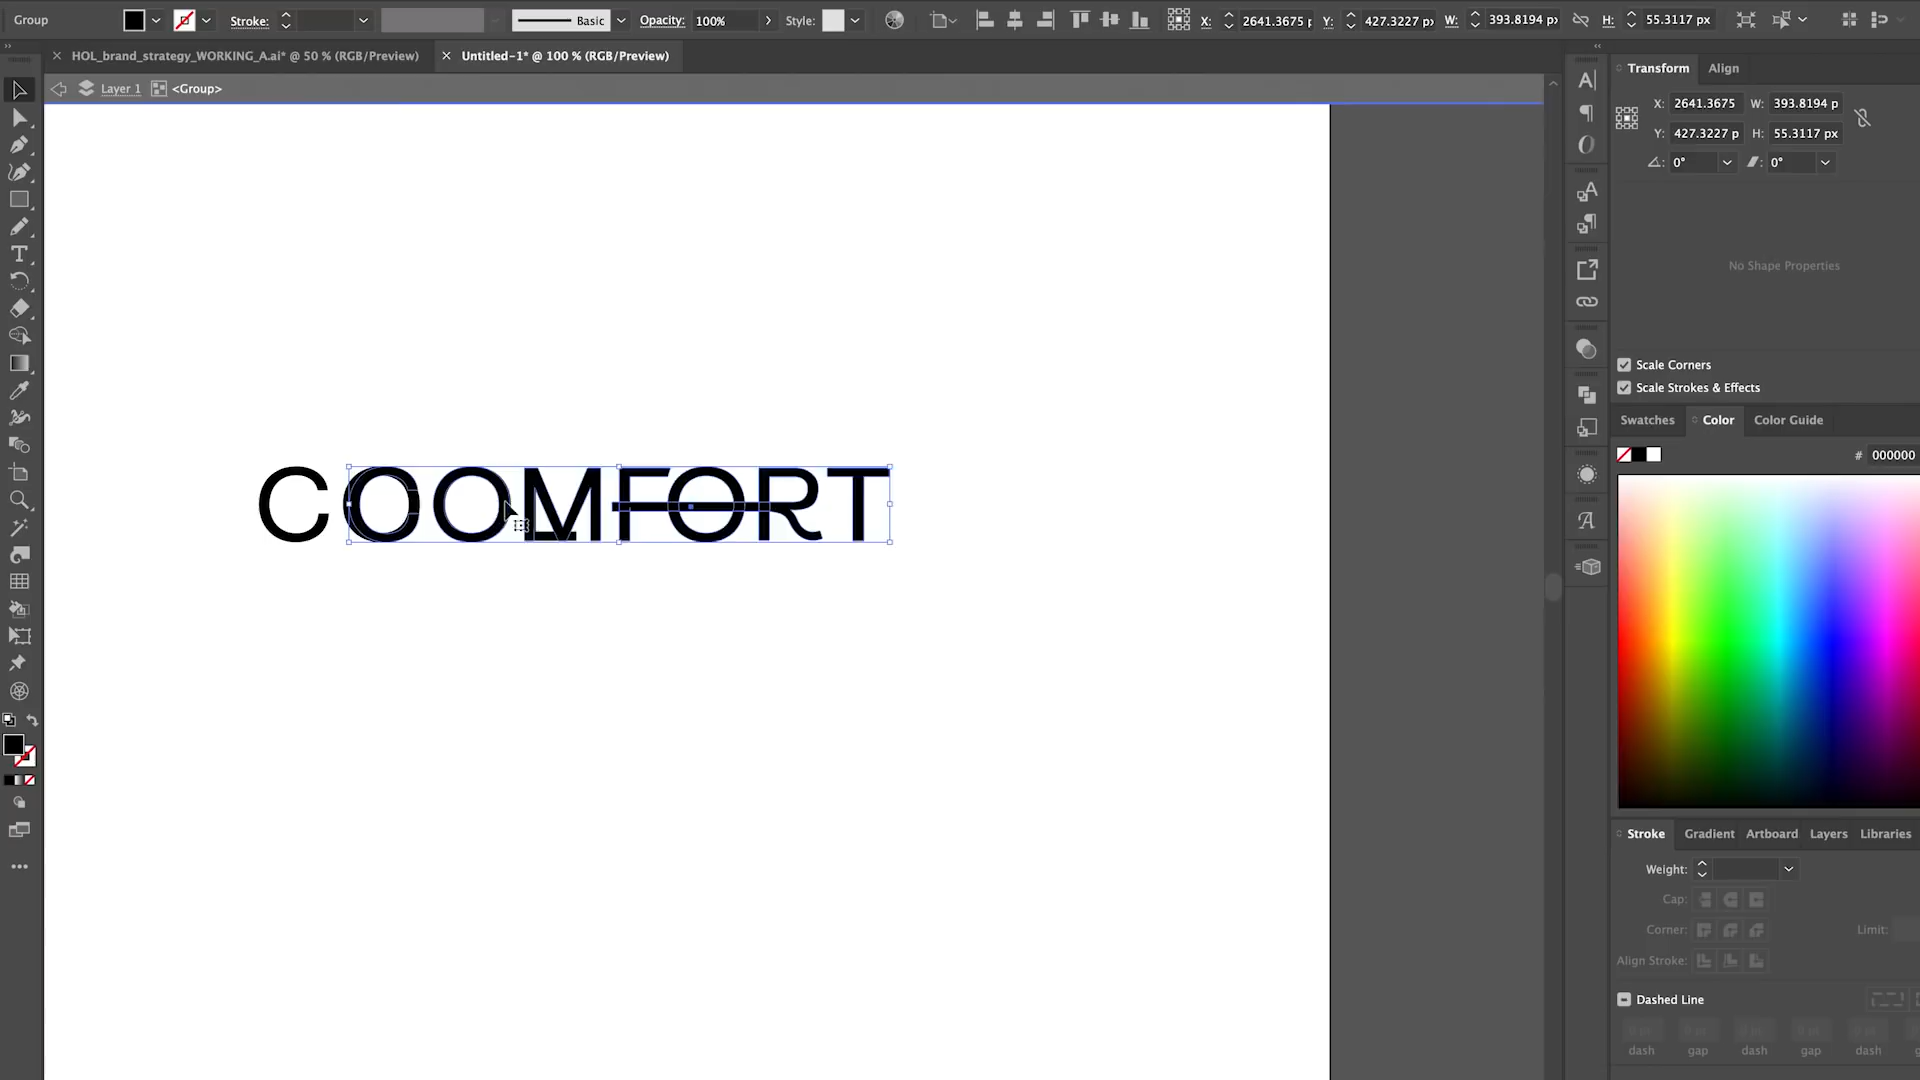 Group
Stroke:
Basic
Opacity: 100%
Style:
X: 2641.3675 Y: 427.3227 px W: 393.8194 px H: 55.3117 px
HOL_brand_strategy_WORKING_A.ai* @ 50 % (RGB/Preview)
Untitled-1* @ 100 % (RGB/Preview)
Layer 1
<Group>
Transform
Align
X: 2641.3675 W: 393.8194 p
Y: 427.3227 p H: 55.3117 px
0°
0°
No Shape Properties
Scale Corners
Scale Strokes & Effects
Swatches
Color
Color Guide
# 000000
COOMFORT
Stroke
Gradient
Artboard
Layers
Libraries
Weight:
Cap:
Corner:
Limit:
Align Stroke:
Dashed Line
dash gap dash gap dash